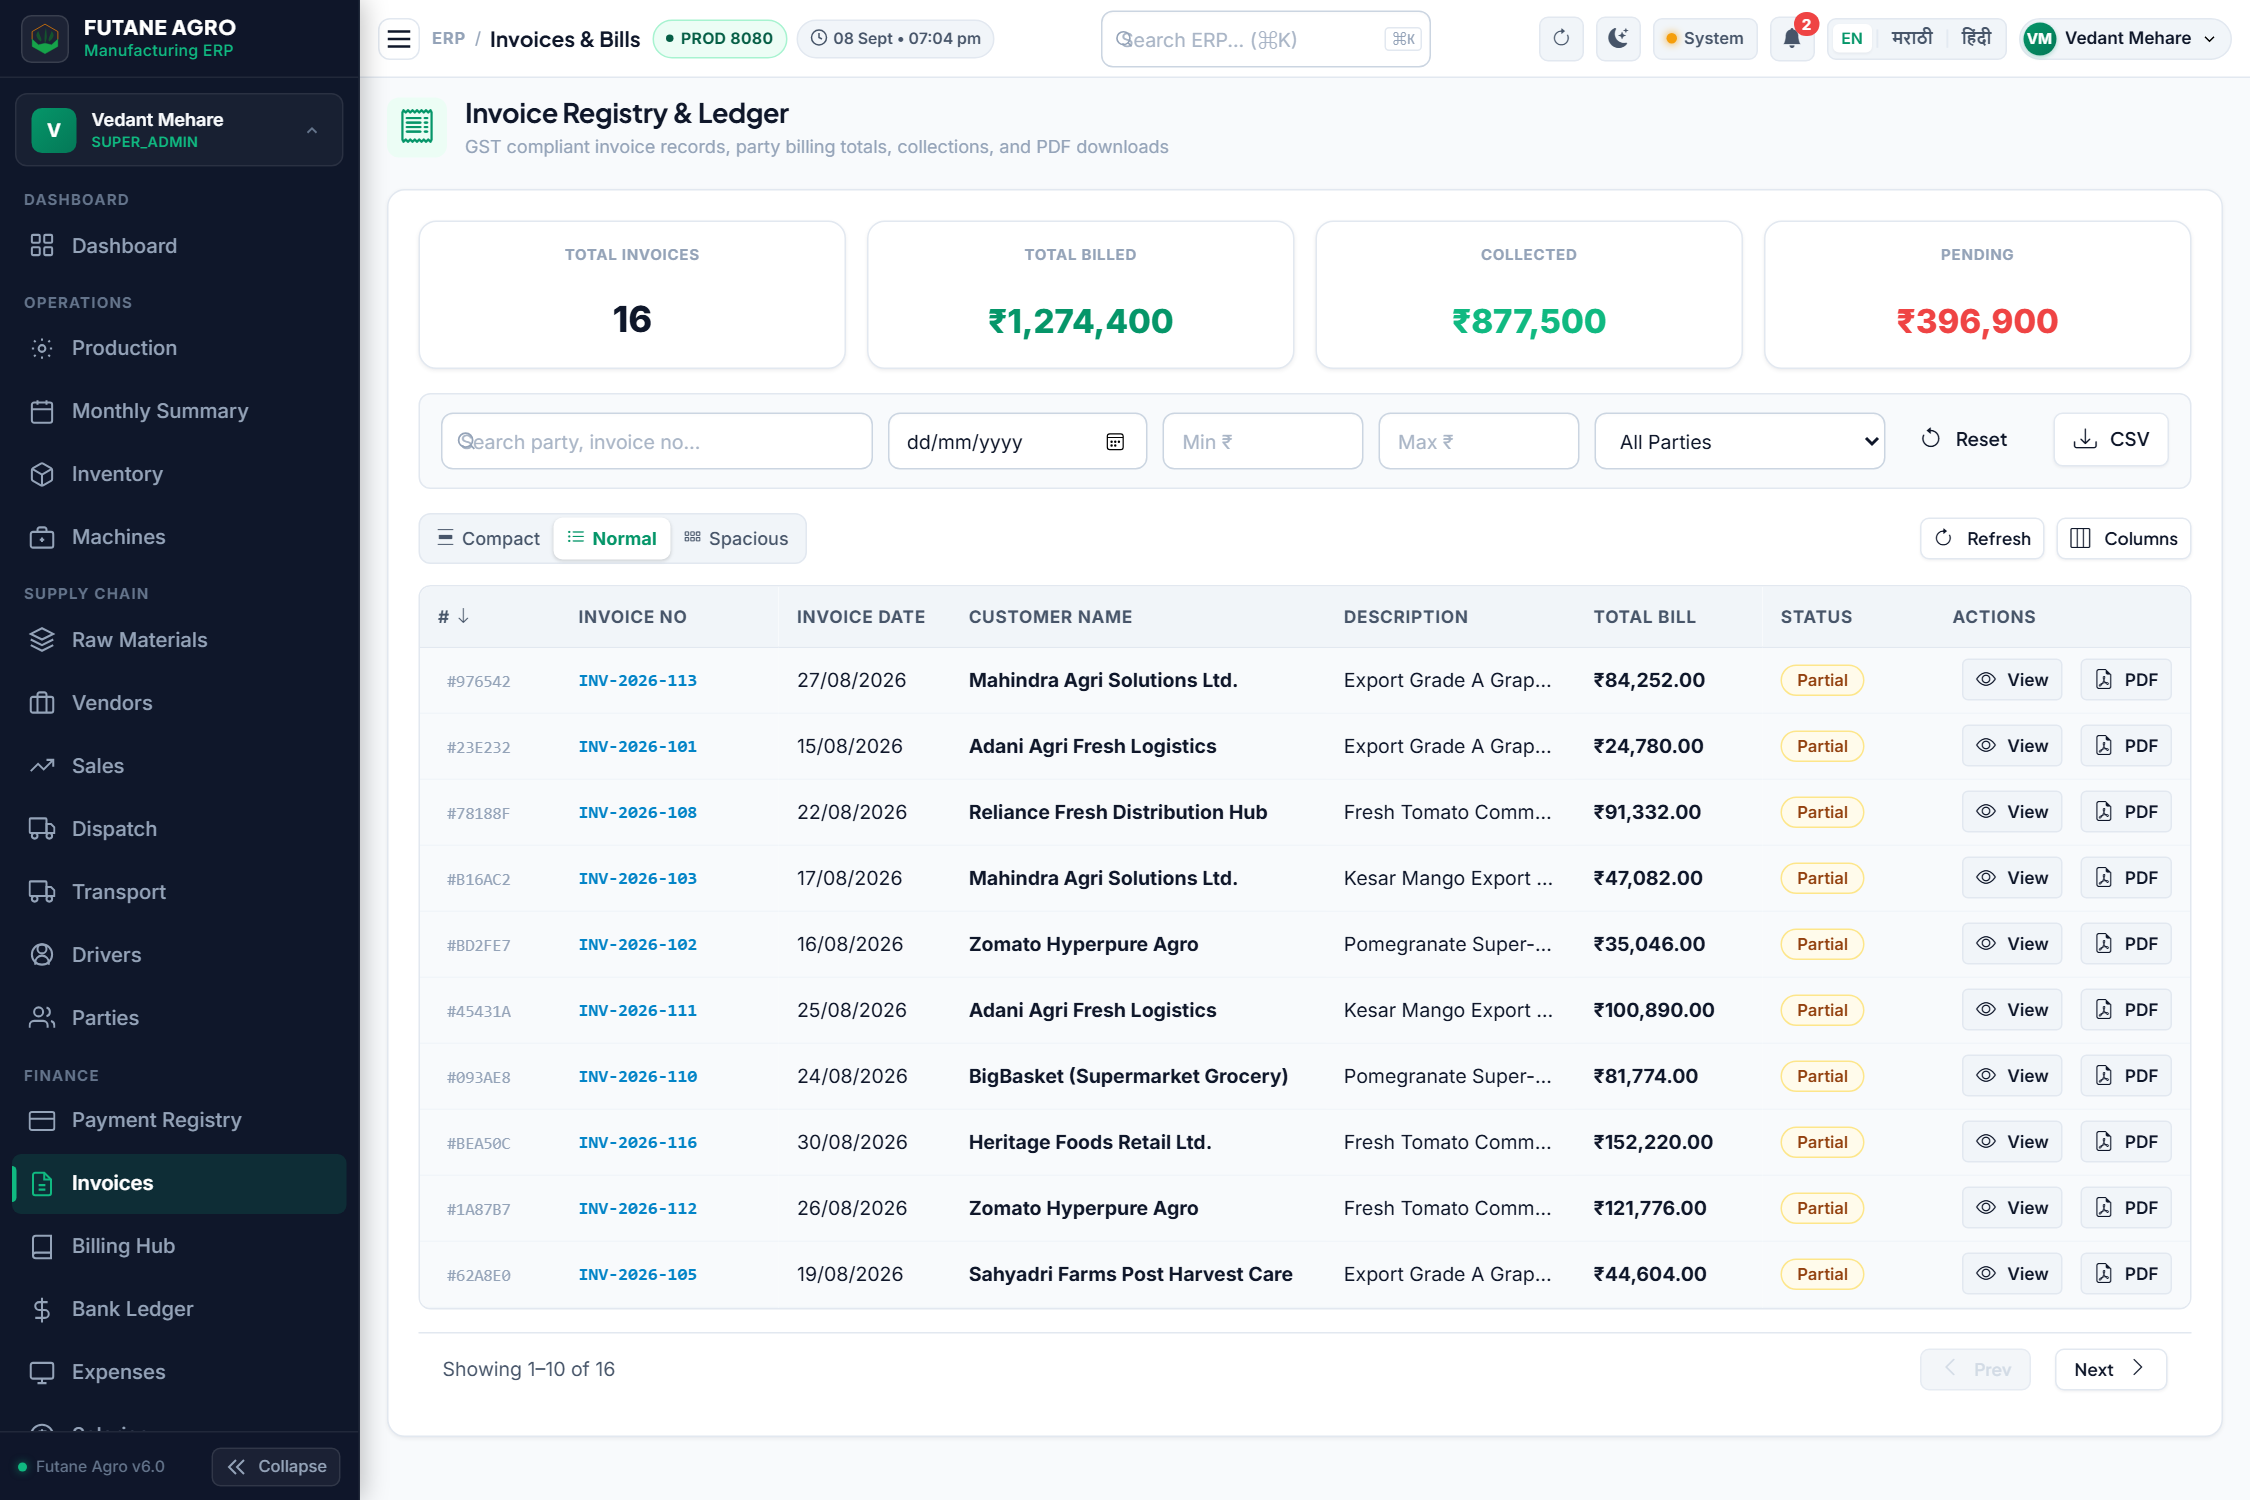 FUTANE AGRO
Manufacturing ERP
V
Vedant Mehare
SUPER_ADMIN
DASHBOARD
Dashboard
OPERATIONS
Production
Monthly Summary
Inventory
Machines
SUPPLY CHAIN
Raw Materials
Vendors
Sales
Dispatch
Transport
Drivers
Parties
FINANCE
Payment Registry
Invoices
Billing Hub
Bank Ledger
Expenses
Futane Agro v6.0
Collapse
ERP / Invoices & Bills
PROD 8080
08 Sept • 07:04 pm
Search ERP... (⌘K)
⌘K
System
2
EN
मराठी
हिंदी
VM
Vedant Mehare
Invoice Registry & Ledger
GST compliant invoice records, party billing totals, collections, and PDF downloads
TOTAL INVOICES
16
TOTAL BILLED
₹1,274,400
COLLECTED
₹877,500
PENDING
₹396,900
Search party, invoice no...
dd/mm/yyyy
Min ₹
Max ₹
All Parties
Reset
CSV
Compact
Normal
Spacious
Refresh
Columns
# ↓ INVOICE NO INVOICE DATE CUSTOMER NAME DESCRIPTION TOTAL BILL STATUS ACTIONS
#976542 INV-2026-113 27/08/2026 Mahindra Agri Solutions Ltd. Export Grade A Grap... ₹84,252.00 Partial View PDF
#23E232 INV-2026-101 15/08/2026 Adani Agri Fresh Logistics Export Grade A Grap... ₹24,780.00 Partial View PDF
#78188F INV-2026-108 22/08/2026 Reliance Fresh Distribution Hub Fresh Tomato Comm... ₹91,332.00 Partial View PDF
#B16AC2 INV-2026-103 17/08/2026 Mahindra Agri Solutions Ltd. Kesar Mango Export ... ₹47,082.00 Partial View PDF
#BD2FE7 INV-2026-102 16/08/2026 Zomato Hyperpure Agro Pomegranate Super-... ₹35,046.00 Partial View PDF
#45431A INV-2026-111 25/08/2026 Adani Agri Fresh Logistics Kesar Mango Export ... ₹100,890.00 Partial View PDF
#093AE8 INV-2026-110 24/08/2026 BigBasket (Supermarket Grocery) Pomegranate Super-... ₹81,774.00 Partial View PDF
#BEA50C INV-2026-116 30/08/2026 Heritage Foods Retail Ltd. Fresh Tomato Comm... ₹152,220.00 Partial View PDF
#1A87B7 INV-2026-112 26/08/2026 Zomato Hyperpure Agro Fresh Tomato Comm... ₹121,776.00 Partial View PDF
#62A8E0 INV-2026-105 19/08/2026 Sahyadri Farms Post Harvest Care Export Grade A Grap... ₹44,604.00 Partial View PDF
Showing 1–10 of 16
Prev
Next